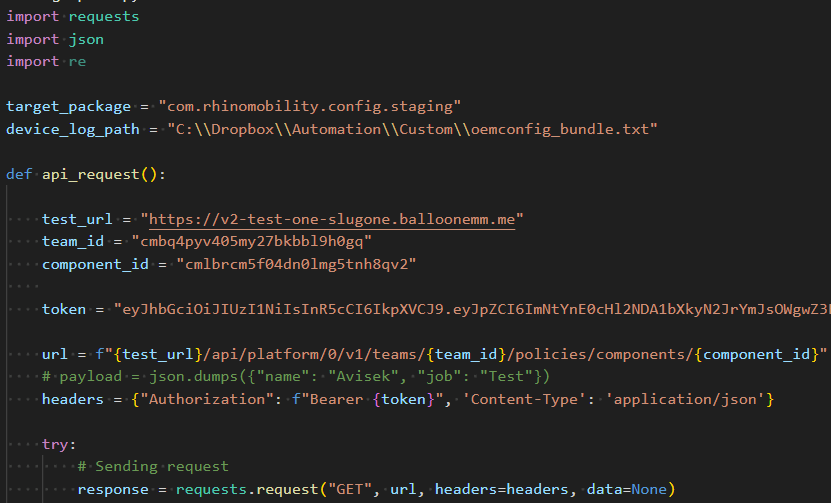 import requests
import json
import re
target_package = "com.rhinomobility.config.staging"
device_log_path = "C:\\Dropbox\\Automation\\Custom\\oemconfig_bundle.txt"
def api_request():
test_url = "https://v2-test-one-slugone.balloonemm.me"
team_id = "cmbq4pyv405my27bkbbl9h0gq"
component_id = "cmlbrcm5f04dn0lmg5tnh8qv2"
token = "eyJhbGciOiJIUzI1NiIsInR5cCI6IkpXVCJ9.eyJpZCI6ImNtYnE0cHl2NDA1bXkyN2JrYmJsOWgwZ3
url = f"{test_url}/api/platform/0/v1/teams/{team_id}/policies/components/{component_id}"
# payload = json.dumps({"name": "Avisek", "job": "Test"})
headers = {"Authorization": f"Bearer {token}", 'Content-Type': 'application/json'}
try:
# Sending request
response = requests.request("GET", url, headers=headers, data=None)